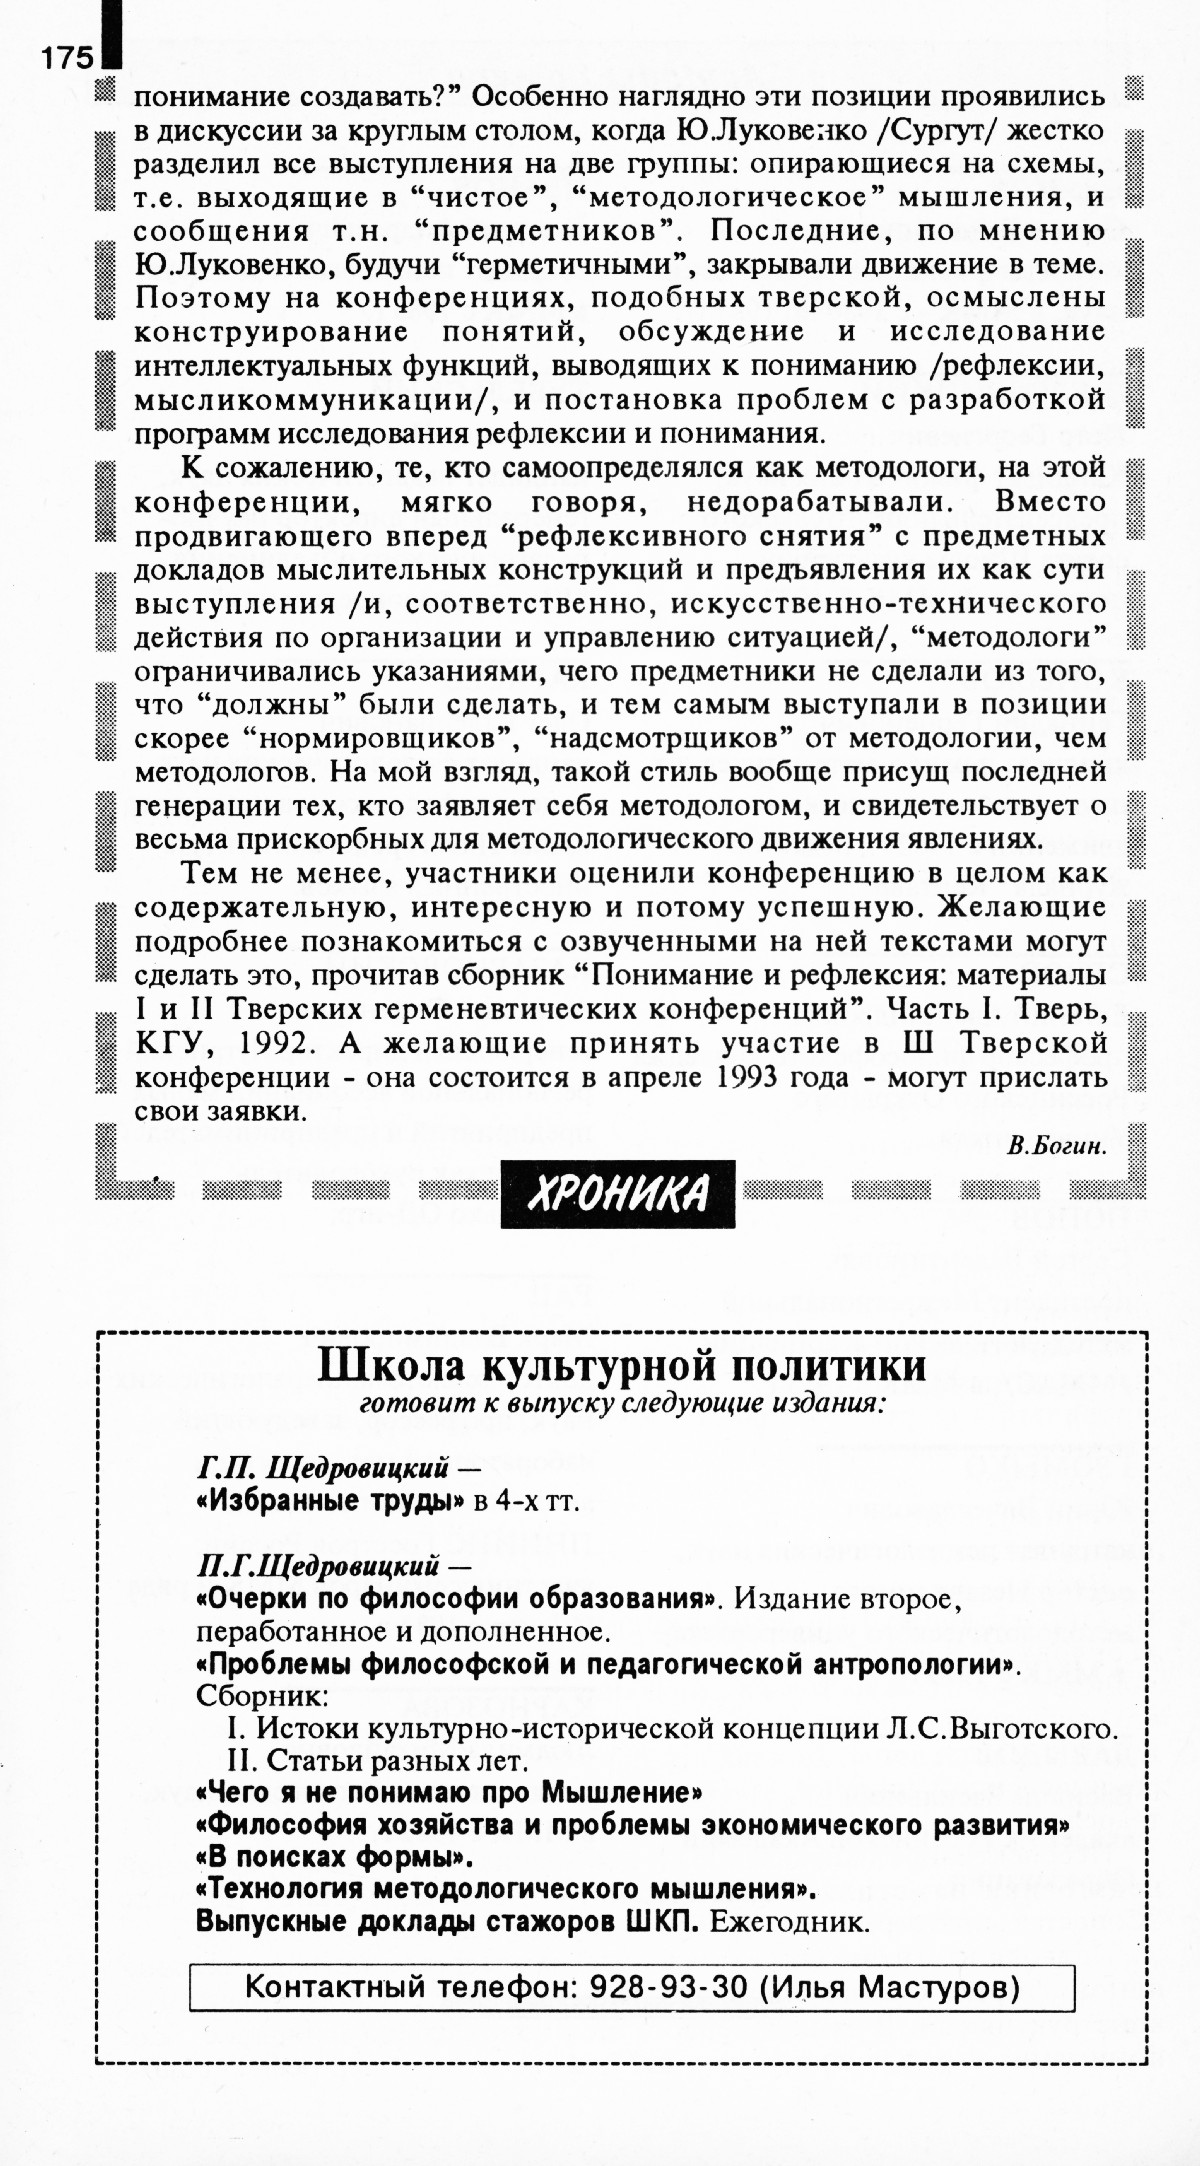 175
понимание создавать?” Особенно наглядно эти позиции проявились
в дискуссии за круглым столом, когда Ю.Луковенко /Сургут/ жестко
разделил все выступления на две группы: опирающиеся на схемы,
т.е. выходящие в “чистое”, “методологическое” мышления, и
сообщения т.н. “предметников”. Последние, по мнению
Ю.Луковенко, будучи “герметичными”, закрывали движение в теме.
Поэтому на конференциях, подобных тверской, осмыслены
конструирование понятий, обсуждение и исследование
интеллектуальных функций, выводящих к пониманию /рефлексии,
мысликоммуникации/, и постановка проблем с разработкой
программ исследования рефлексии и понимания.
К сожалению, те, кто самоопределялся как методологи, на этой
конференции, мягко говоря, недорабатывали. Вместо
продвигающего вперед “рефлексивного снятия” с предметных
докладов мыслительных конструкций и предъявления их как сути
выступления /и, соответственно, искусственно-технического
действия по организации и управлению ситуацией/, “методологи”
ограничивались указаниями, чего предметники не сделали из того,
что “должны” были сделать, и тем самым выступали в позиции
скорее “нормировщиков”, “надсмотрщиков” от методологии, чем
методологов. На мой взгляд, такой стиль вообще присущ последней
генерации тех, кто заявляет себя методологом, и свидетельствует о
весьма прискорбных для методологического движения явлениях.
Тем не менее, участники оценили конференцию в целом как
содержательную, интересную и потому успешную. Желающие
подробнее познакомиться с озвученными на ней текстами могут
сделать это, прочитав сборник “Понимание и рефлексия: материалы
I и II Тверских герменевтических конференций”. Часть I. Тверь,
КГУ, 1992. А желающие принять участие в Ш Тверской
конференции - она состоится в апреле 1993 года - могут прислать
свои заявки.
В.Богин.
ХРОНИКА
Школа культурной политики
готовит к выпуску следующие издания:
Г.П. Щедровицкий —
«Избранные труды» в 4-х тт.
П.Г.Щедровицкий —
«Очерки по философии образования». Издание второе,
пеработанное и дополненное.
«Проблемы философской и педагогической антропологии».
Сборник:
I. Истоки культурно-исторической концепции Л.С.Выготского.
II. Статьи разных лет.
«Чего я не понимаю про Мышление»
«Философия хозяйства и проблемы экономического развития»
«В поисках формы».
«Технология методологического мышления».
Выпускные доклады стажоров ШКП. Ежегодник.
Контактный телефон: 928-93-30 (Илья Мастуров)